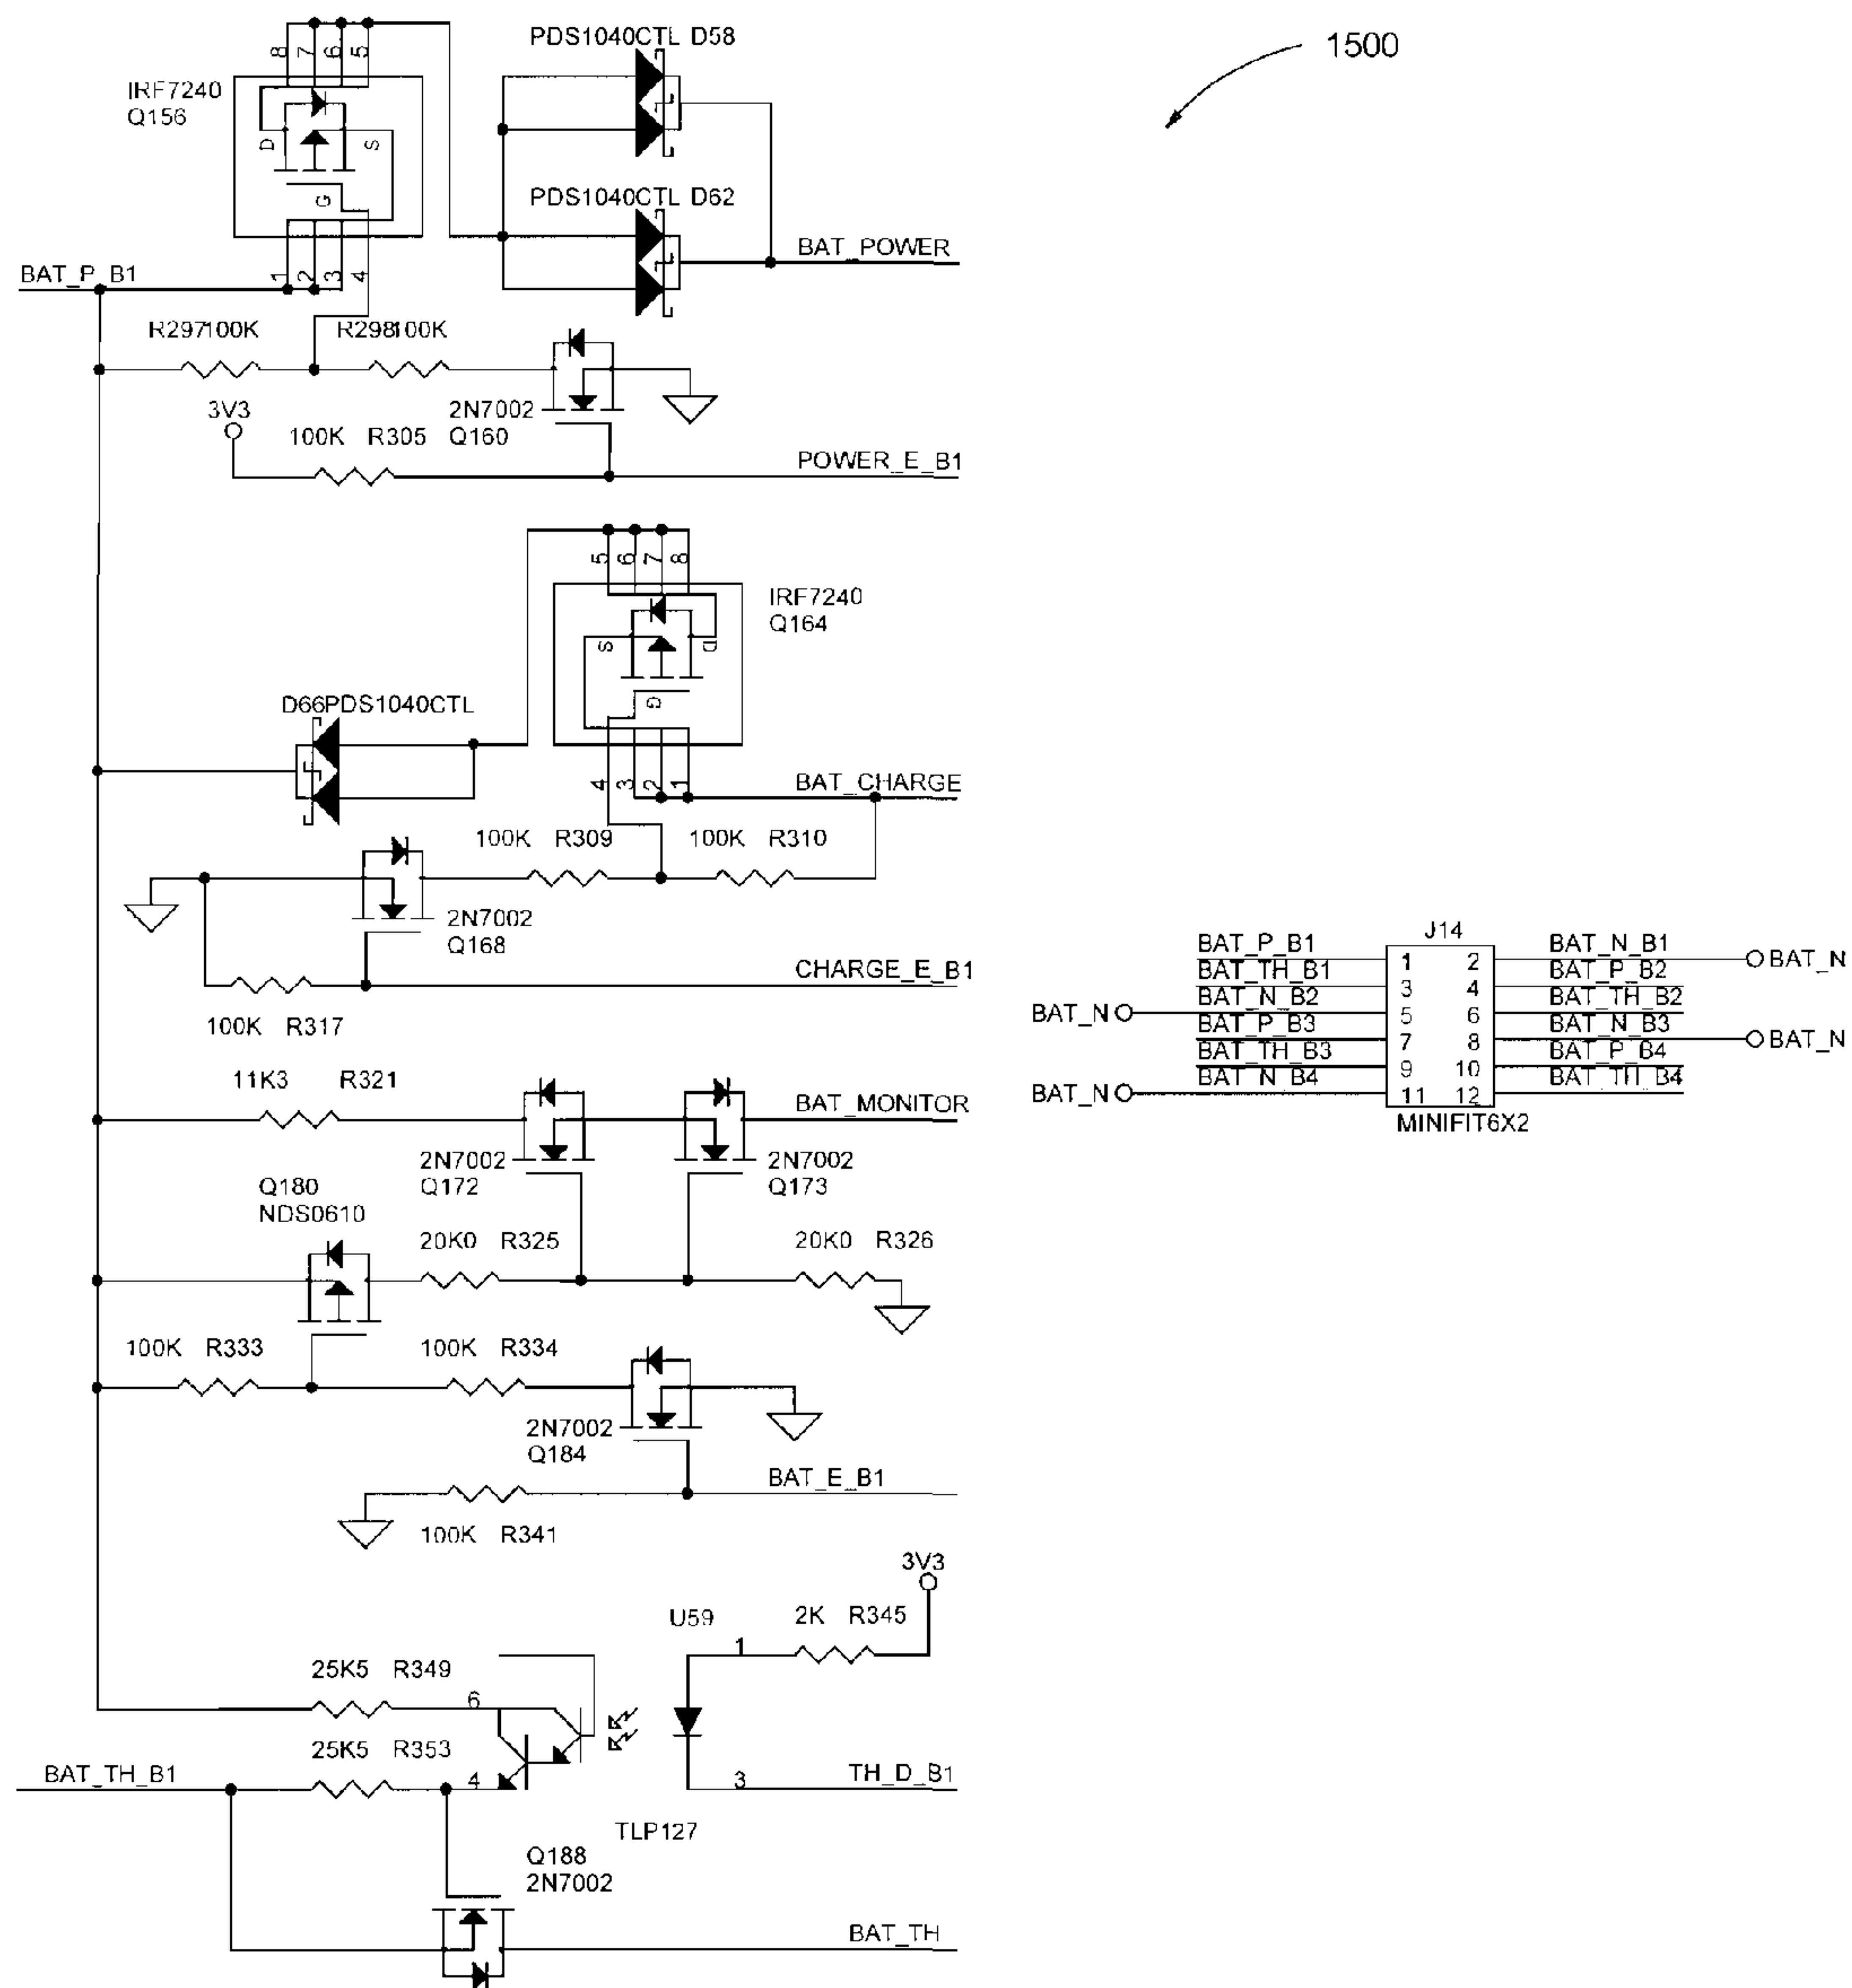 1500
PDS1040CTL D58
8 7 6 5
IRF7240
Q156
D
S
G
PDS1040CTL D62
BAT_POWER
BAT_P_B1
1 2 3 4
R297 100K R298 100K
3V3
2N7002
100K R305 Q160
POWER_E_B1
5 6 7 8
IRF7240
Q164
S
D
G
D66PDS1040CTL
4 3 2 1
BAT_CHARGE
100K R309 100K R310
2N7002
Q168
CHARGE_E_B1
100K R317
J14
BAT_P_B1 1 2 BAT_N_B1 BAT_N
BAT_TH_B1 3 4 BAT_P_B2
BAT_N BAT_N_B2 5 6 BAT_TH_B2
BAT_P_B3 7 8 BAT_N_B3 BAT_N
BAT_TH_B3 9 10 BAT_P_B4
BAT_N BAT_N_B4 11 12 BAT_TH_B4
MINIFIT6X2
11K3 R321
BAT_MONITOR
2N7002
Q172
2N7002
Q173
Q180
NDS0610
20K0 R325
20K0 R326
100K R333
100K R334
2N7002
Q184
BAT_E_B1
100K R341
3V3
U59
2K R345
1
25K5 R349
6
25K5 R353
BAT_TH_B1
4
3
TH_D_B1
TLP127
Q188
2N7002
BAT_TH